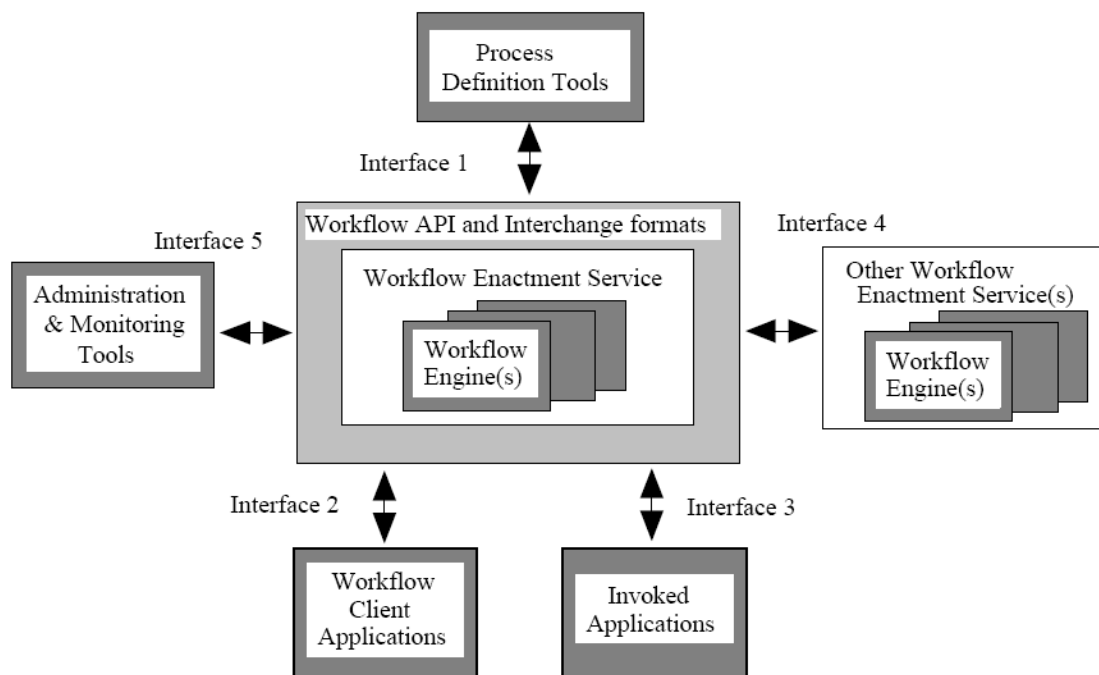 Process
Definition Tools
Interface 1
Workflow API and Interchange formats
Interface 4
Interface 5
Workflow Enactment Service
Other Workflow
Enactment Service(s)
Administration
& Monitoring
Tools
Workflow
Engine(s)
Workflow
Engine(s)
Interface 2
Interface 3
Workflow
Client
Applications
Invoked
Applications